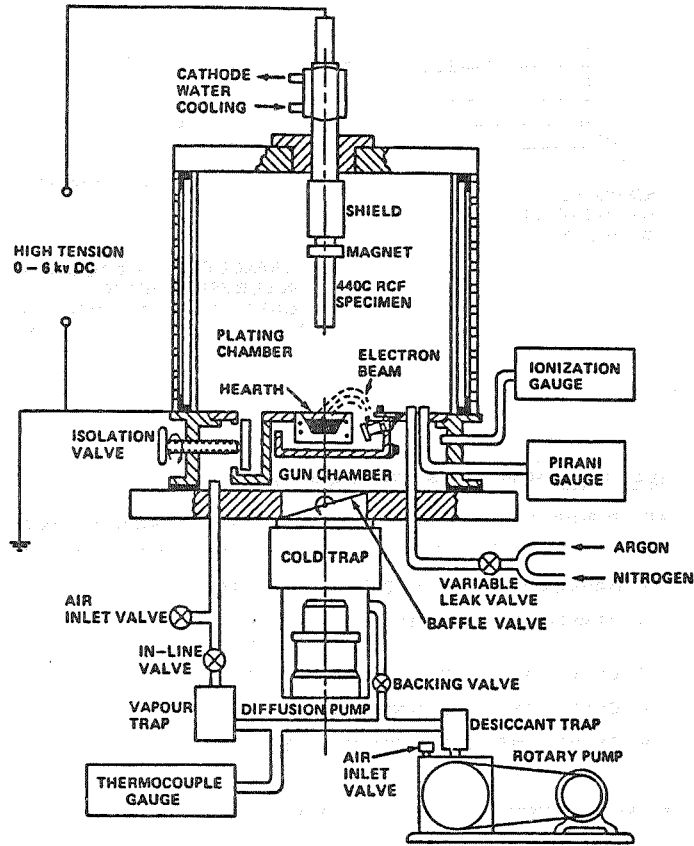 CATHODE
WATER
COOLING
SHIELD
MAGNET
440C RCF
SPECIMEN
HIGH TENSION
0 – 6 kv DC
PLATING
CHAMBER
ELECTRON
BEAM
HEARTH
IONIZATION
GAUGE
ISOLATION
VALVE
GUN CHAMBER
PIRANI
GAUGE
COLD TRAP
ARGON
NITROGEN
VARIABLE
LEAK VALVE
BAFFLE VALVE
AIR
INLET VALVE
IN–LINE
VALVE
BACKING VALVE
VAPOUR
TRAP
DIFFUSION PUMP
DESICCANT TRAP
AIR
INLET
VALVE
ROTARY PUMP
THERMOCOUPLE
GAUGE